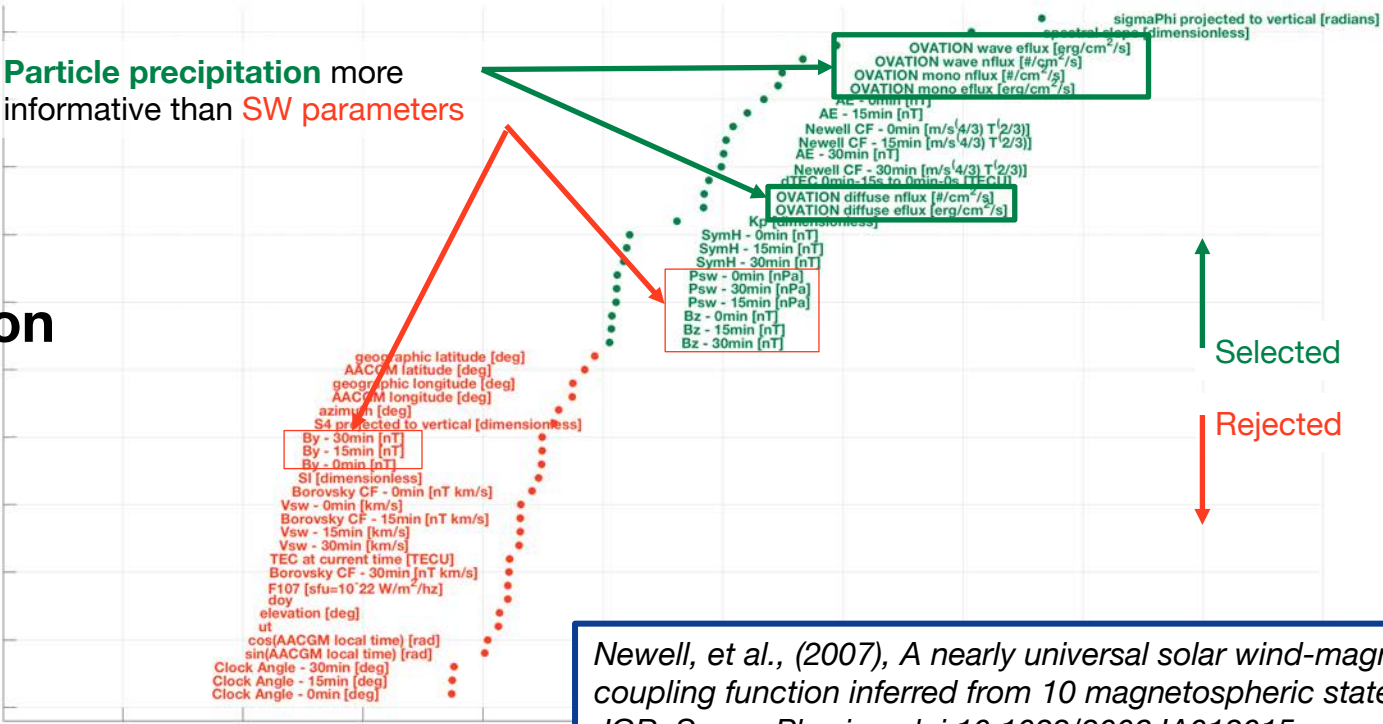 sigmaPhi projected to vertical [radians]
spectral slope [dimensionless]
OVATION wave eflux [erg/cm^2/s]
OVATION wave nflux [#/cm^2/s]
OVATION mono nflux [#/cm^2/s]
OVATION mono eflux [erg/cm^2/s]
AE - 0min [nT]
AE - 15min [nT]
Newell CF - 0min [m/s^(4/3) T^(2/3)]
Newell CF - 15min [m/s^(4/3) T^(2/3)]
AE - 30min [nT]
Newell CF - 30min [m/s^(4/3) T^(2/3)]
dTEC 0min-15s to 0min-0s [TECU]
OVATION diffuse nflux [#/cm^2/s]
OVATION diffuse eflux [erg/cm^2/s]
Kp [dimensionless]
SymH - 0min [nT]
SymH - 15min [nT]
SymH - 30min [nT]
Psw - 0min [nPa]
Psw - 30min [nPa]
Psw - 15min [nPa]
Bz - 0min [nT]
Bz - 15min [nT]
Bz - 30min [nT]
geographic latitude [deg]
AACGM latitude [deg]
geographic longitude [deg]
AACGM longitude [deg]
azimuth [deg]
S4 projected to vertical [dimensionless]
By - 30min [nT]
By - 15min [nT]
By - 0min [nT]
SI [dimensionless]
Borovsky CF - 0min [nT km/s]
Vsw - 0min [km/s]
Borovsky CF - 15min [nT km/s]
Vsw - 15min [km/s]
Vsw - 30min [km/s]
TEC at current time [TECU]
Borovsky CF - 30min [nT km/s]
F107 [sfu=10^-22 W/m^2/hz]
doy
elevation [deg]
ut
cos(AACGM local time) [rad]
sin(AACGM local time) [rad]
Clock Angle - 30min [deg]
Clock Angle - 15min [deg]
Clock Angle - 0min [deg]
Particle precipitation more
informative than SW parameters
on
Selected
Rejected
Newell, et al., (2007), A nearly universal solar wind-magn
coupling function inferred from 10 magnetospheric state